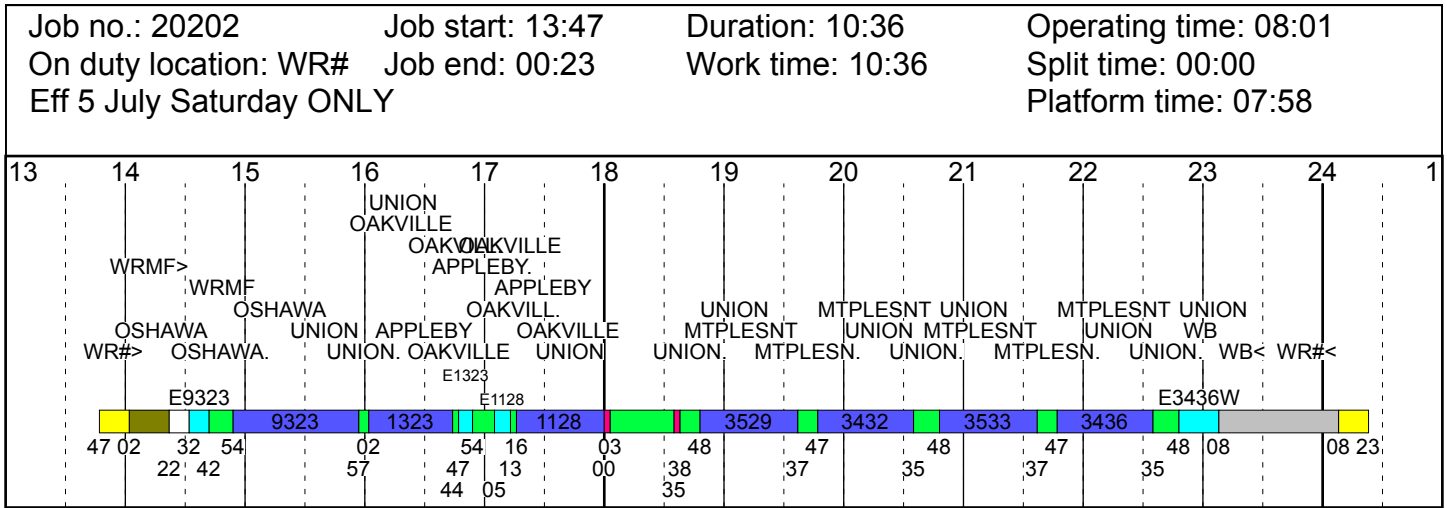 Job no.: 20202 Job start: 13:47 Duration: 10:36 Operating time: 08:01
On duty location: WR# Job end: 00:23 Work time: 10:36 Split time: 00:00
Eff 5 July Saturday ONLY Platform time: 07:58
13 14 15 16 17 18 19 20 21 22 23 24 1
UNION
OAKVILLE
OAKVILL. OAKVILLE
WRMF> APPLEBY.
WRMF APPLEBY
OSHAWA OAKVILL. UNION MTPLESNT UNION MTPLESNT UNION
OSHAWA UNION APPLEBY OAKVILLE MTPLESNT UNION MTPLESNT UNION WB
WR#> OSHAWA. UNION. OAKVILLE UNION UNION. MTPLESN. UNION. MTPLESN. UNION. WB< WR#<
E1323
E9323 E1128 E3436W
9323 1323 1128 3529 3432 3533 3436
47 02 32 54 02 54 16 03 48 47 48 47 48 08 08 23
22 42 57 47 13 00 38 37 35 37 35
44 05 35